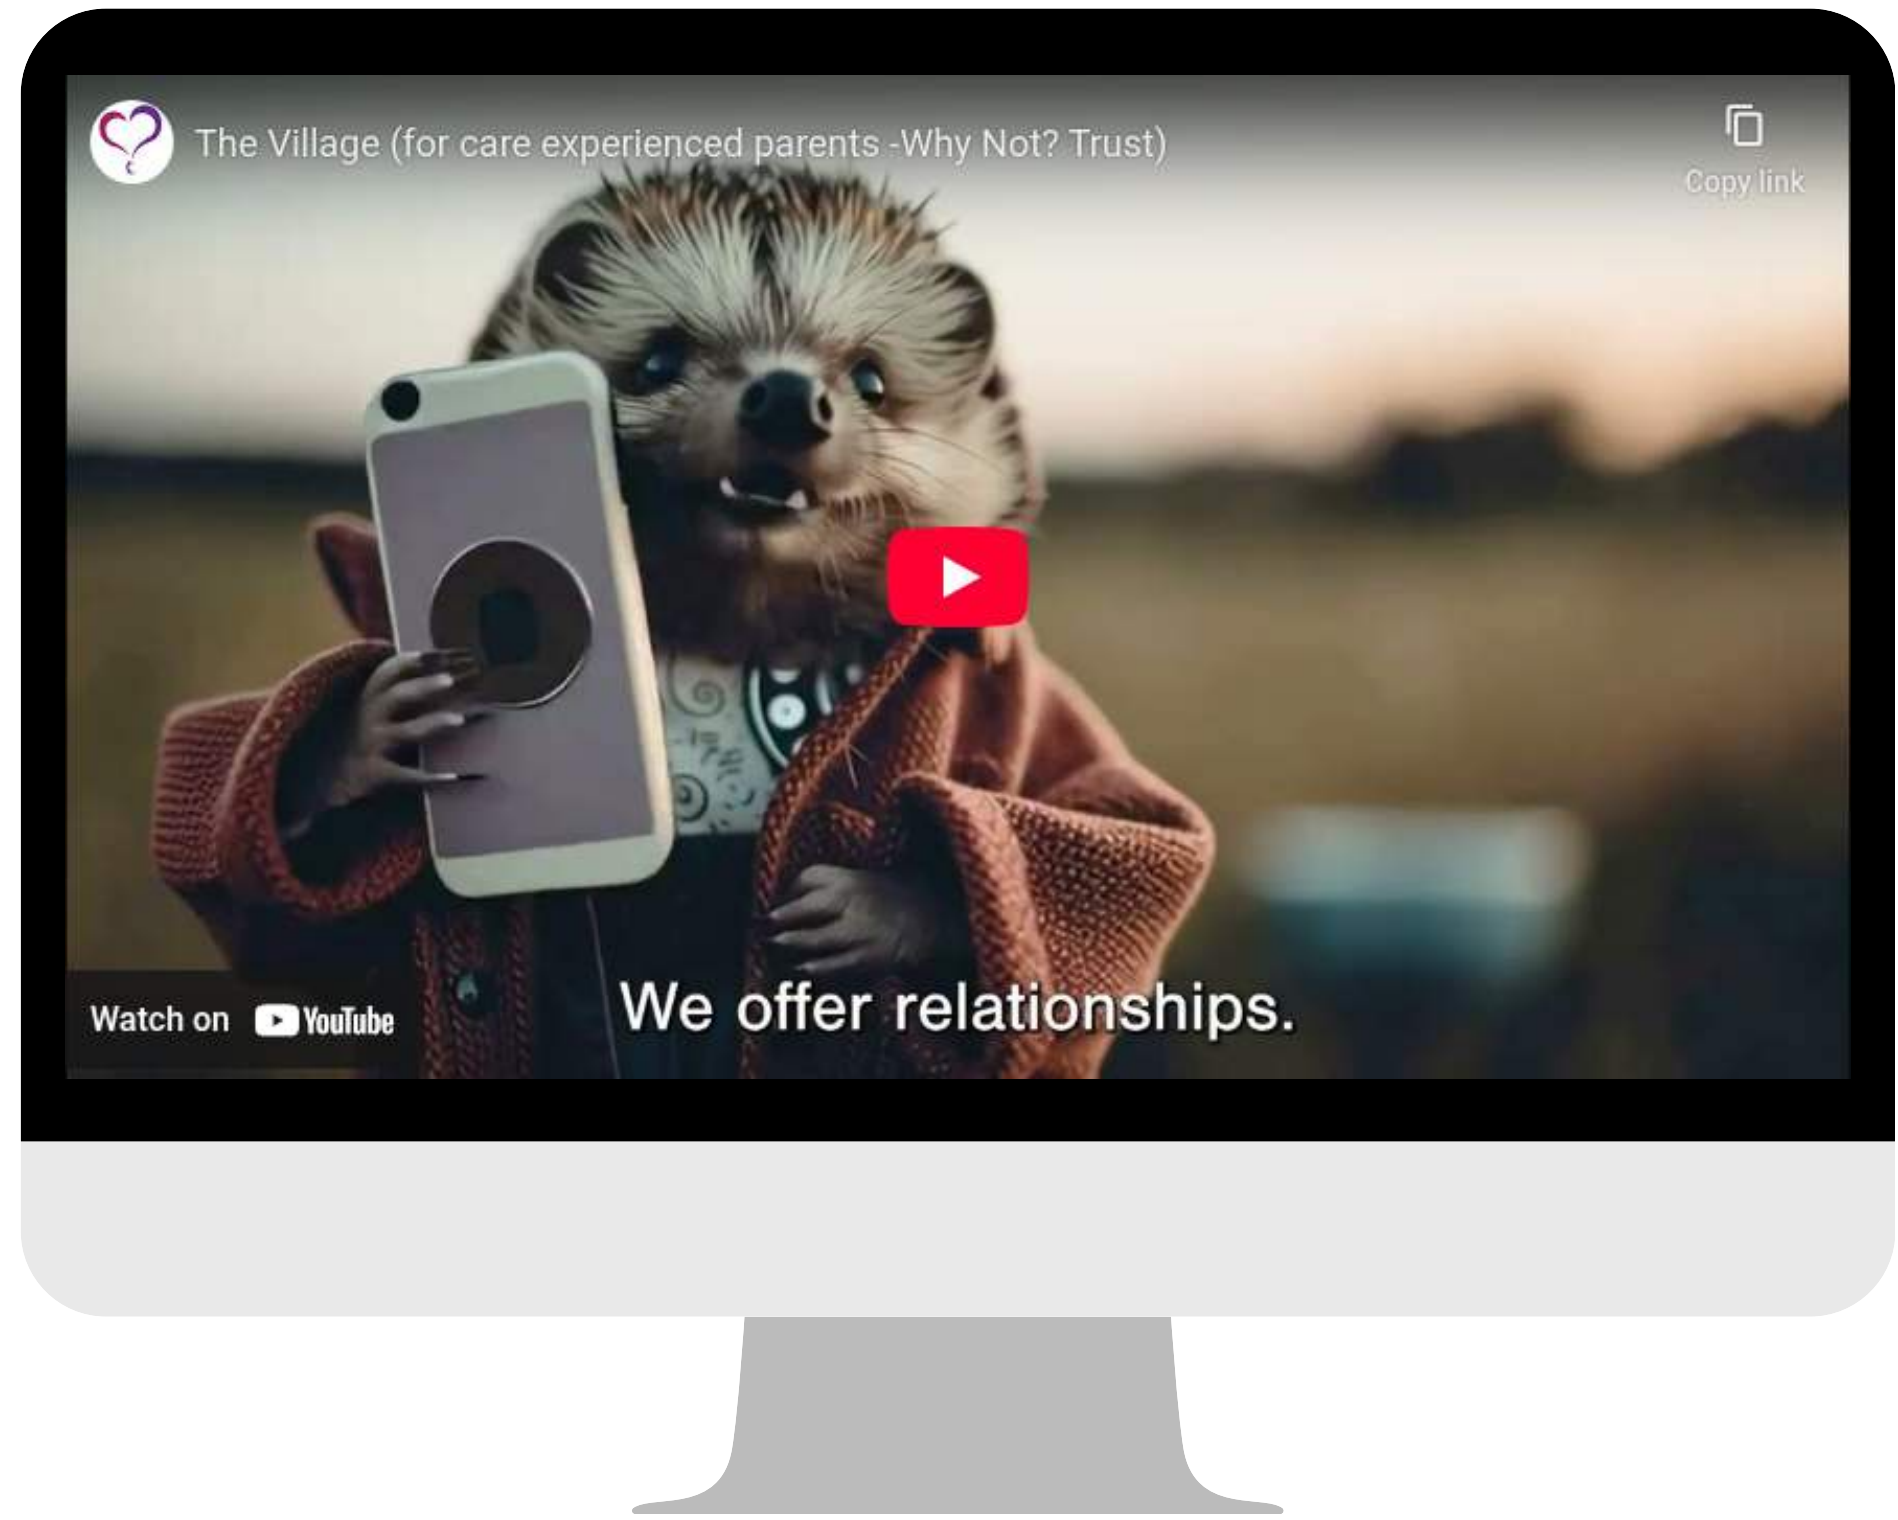 The Village (for care experienced parents -Why Not? Trust)
Copy link
We offer relationships.
Watch on YouTube